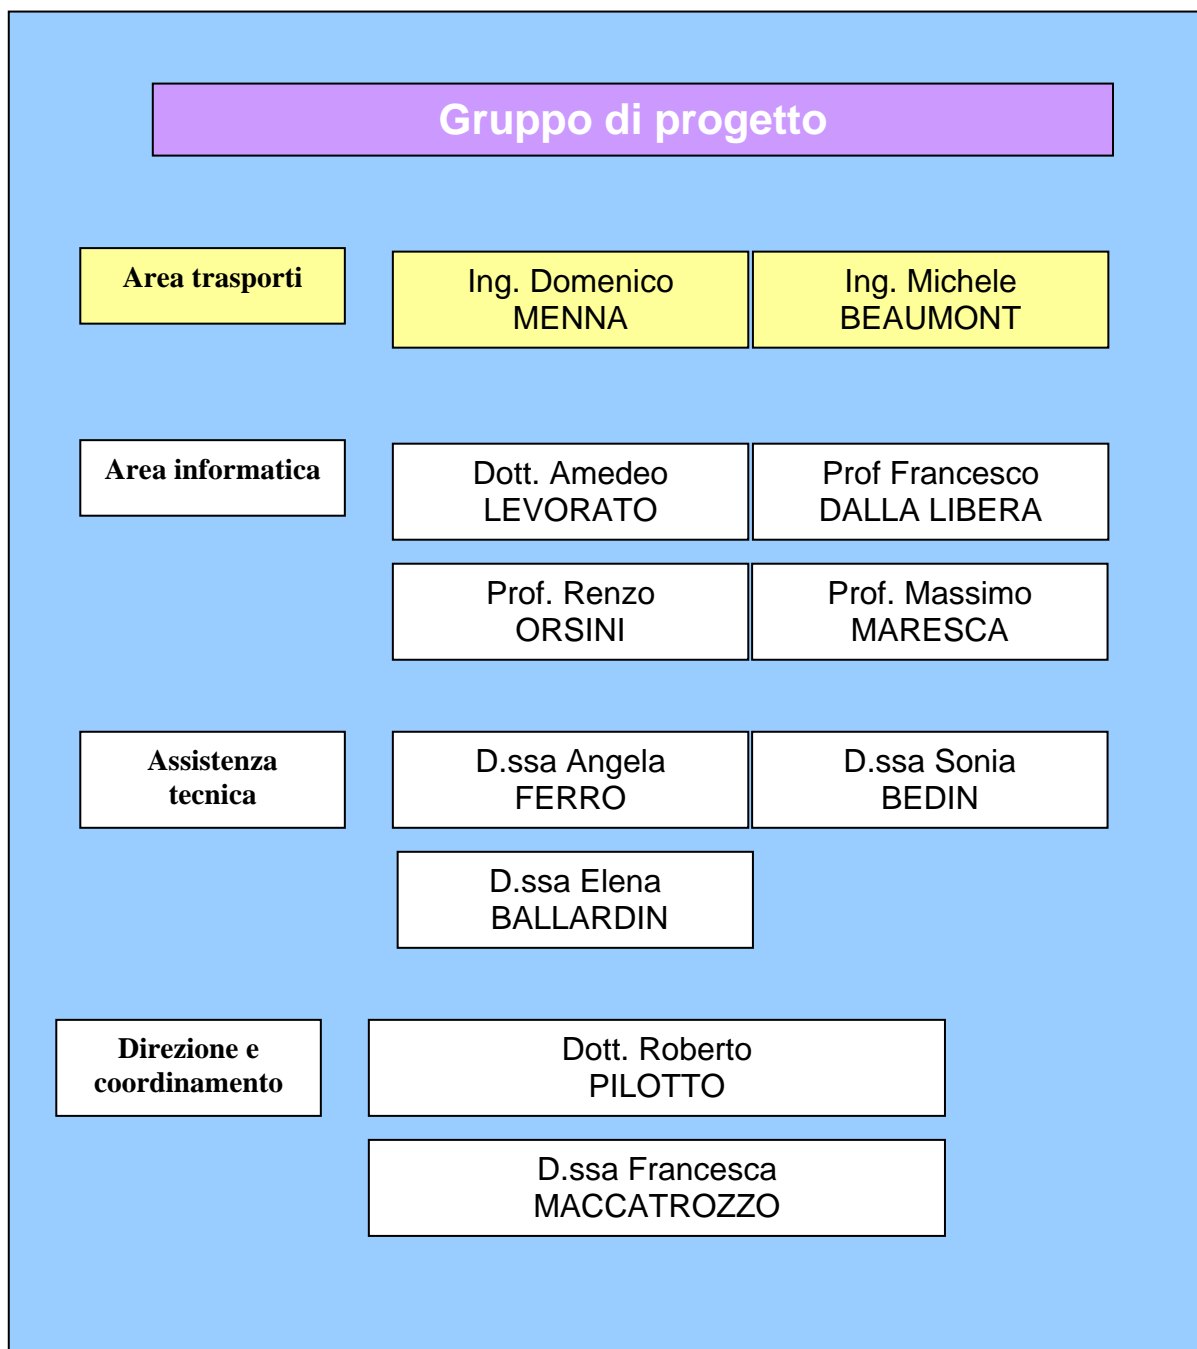 Gruppo di progetto
Area trasporti
Ing. Domenico
MENNA
Ing. Michele
BEAUMONT
Area informatica
Dott. Amedeo
LEVORATO
Prof Francesco
DALLA LIBERA
Prof. Renzo
ORSINI
Prof. Massimo
MARESCA
Assistenza
tecnica
D.ssa Angela
FERRO
D.ssa Sonia
BEDIN
D.ssa Elena
BALLARDIN
Direzione e
coordinamento
Dott. Roberto
PILOTTO
D.ssa Francesca
MACCATROZZO